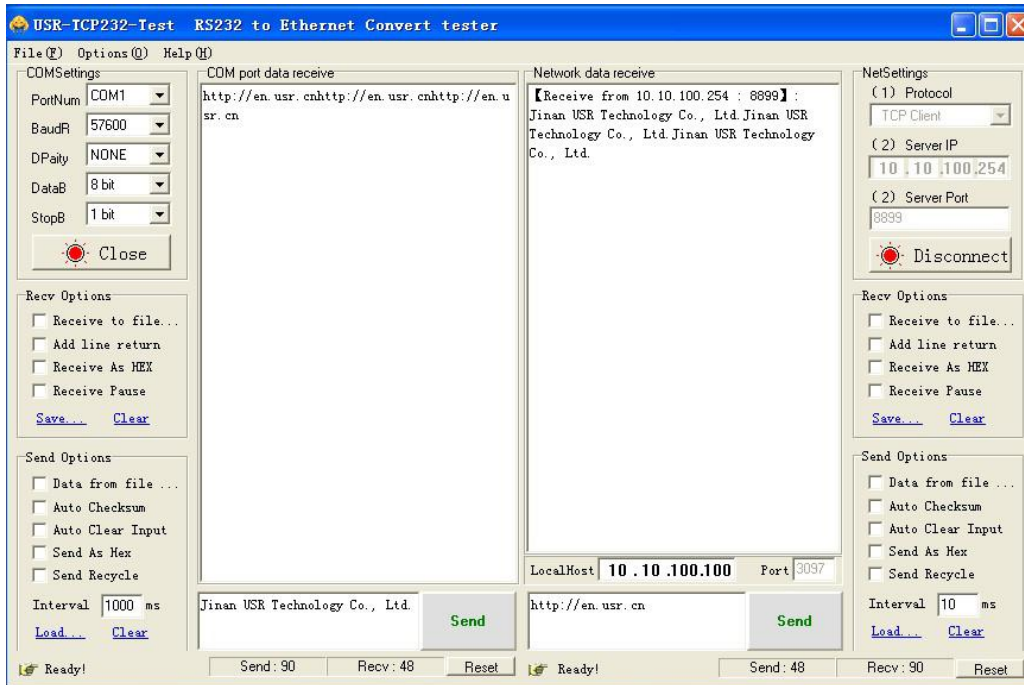 USR-TCP232-Test RS232 to Ethernet Convert tester
File(F) Options(O) Help(H)
COMSettings
PortNum COM1
BaudR 57600
DPaity NONE
DataB 8 bit
StopB 1 bit
Close
Recv Options
Receive to file...
Add line return
Receive As HEX
Receive Pause
Save... Clear
Send Options
Data from file ...
Auto Checksum
Auto Clear Input
Send As Hex
Send Recycle
Interval 1000 ms
Load... Clear
COM port data receive
http://en.usr.cnhttp://en.usr.cnhttp://en.u
sr.cn
Jinan USR Technology Co., Ltd.
Send
Network data receive
【Receive from 10.10.100.254 : 8899】:
Jinan USR Technology Co., Ltd.Jinan USR
Technology Co., Ltd.Jinan USR Technology
Co., Ltd.
LocalHost 10 .10 .100.100 Port 3097
http://en.usr.cn
Send
NetSettings
(1) Protocol
TCP Client
(2) Server IP
10 .10 .100.254
(2) Server Port
8899
Disconnect
Recv Options
Receive to file...
Add line return
Receive As HEX
Receive Pause
Save... Clear
Send Options
Data from file ...
Auto Checksum
Auto Clear Input
Send As Hex
Send Recycle
Interval 10 ms
Load... Clear
Ready! Send : 90 Recv : 48 Reset
Ready! Send : 48 Recv : 90 Reset